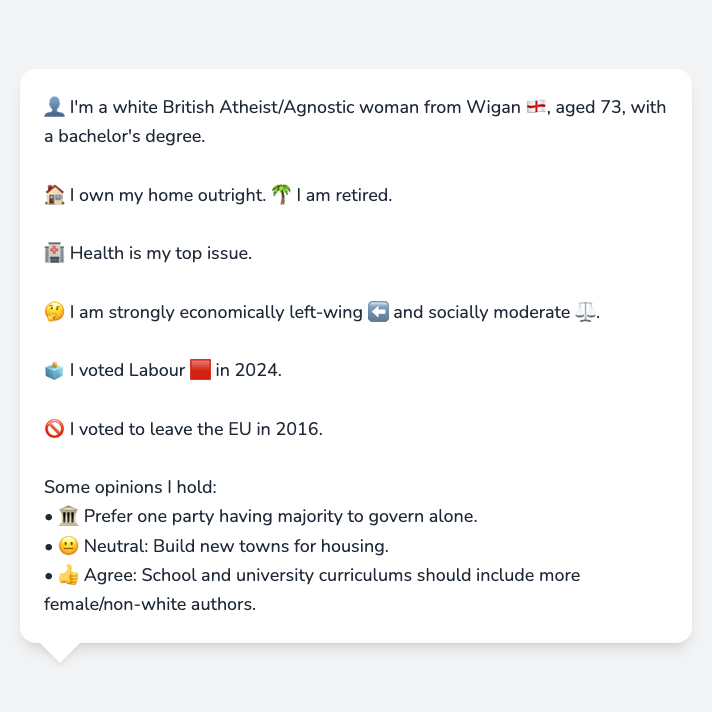 👤 I'm a white British Atheist/Agnostic woman from Wigan 🏴󠁧󠁢󠁥󠁮󠁧󠁿, aged 73, with
a bachelor's degree.
🏠 I own my home outright. 🌴 I am retired.
🏥 Health is my top issue.
🤔 I am strongly economically left-wing ⬅️ and socially moderate ⚖️.
🗳️ I voted Labour 🟥 in 2024.
🚫 I voted to leave the EU in 2016.
Some opinions I hold:
• 🏛️ Prefer one party having majority to govern alone.
• 😐 Neutral: Build new towns for housing.
• 👍 Agree: School and university curriculums should include more
female/non-white authors.